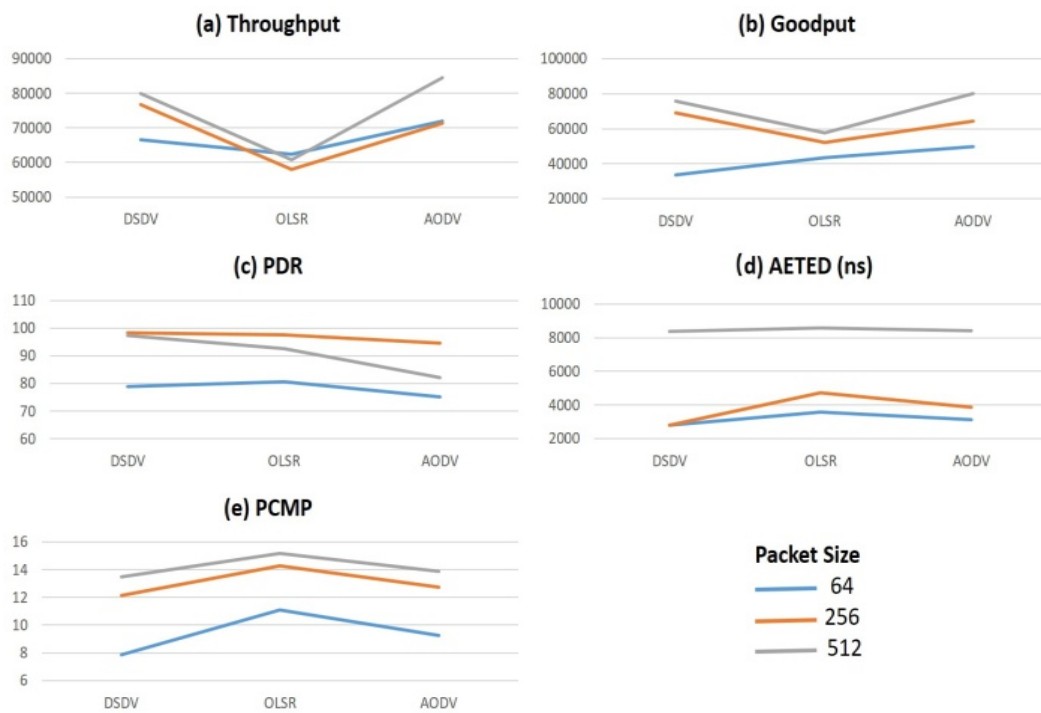 (a) Throughput
90000
80000
70000
60000
50000
DSDV OLSR AODV
(b) Goodput
100000
80000
60000
40000
20000
DSDV OLSR AODV
(c) PDR
110
100
90
80
70
60
DSDV OLSR AODV
(d) AETED (ns)
10000
8000
6000
4000
2000
DSDV OLSR AODV
(e) PCMP
16
14
12
10
8
6
DSDV OLSR AODV
Packet Size
64
256
512